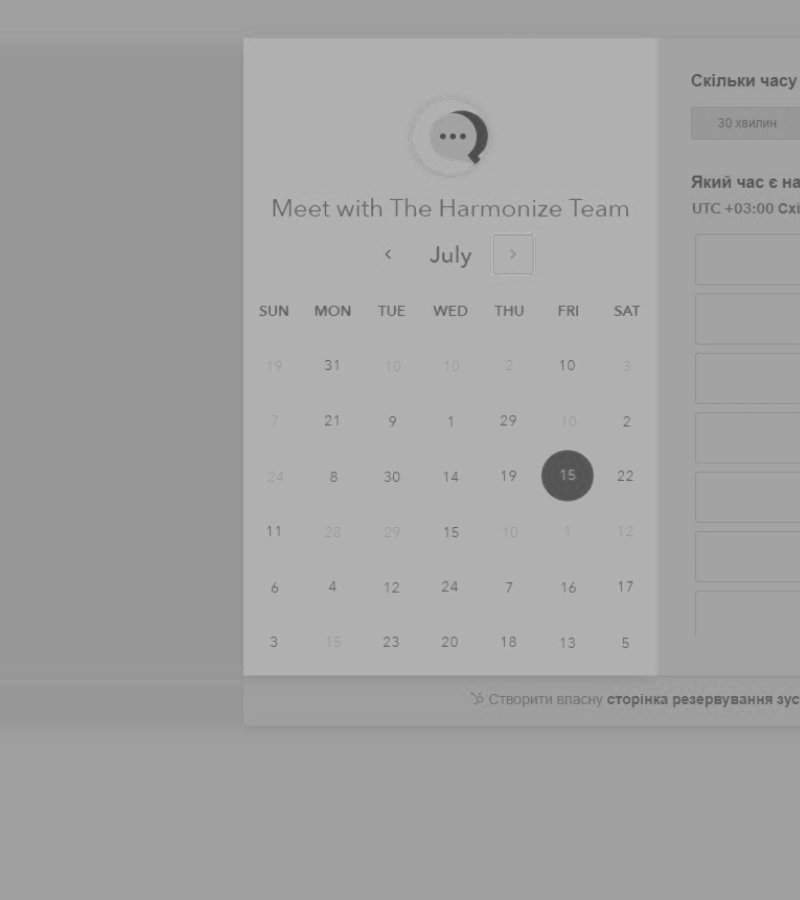 Meet with The Harmonize Team
July
SUN MON TUE WED THU FRI SAT
19 31 10 10 2 10 3
7 21 9 1 29 10 2
24 8 30 14 19 15 22
11 28 29 15 10 1 12
6 4 12 24 7 16 17
3 15 23 20 18 13 5
Скільки часу
30 хвилин
Який час є на
UTC +03:00 Схі
Створити власну сторінка резервування зус